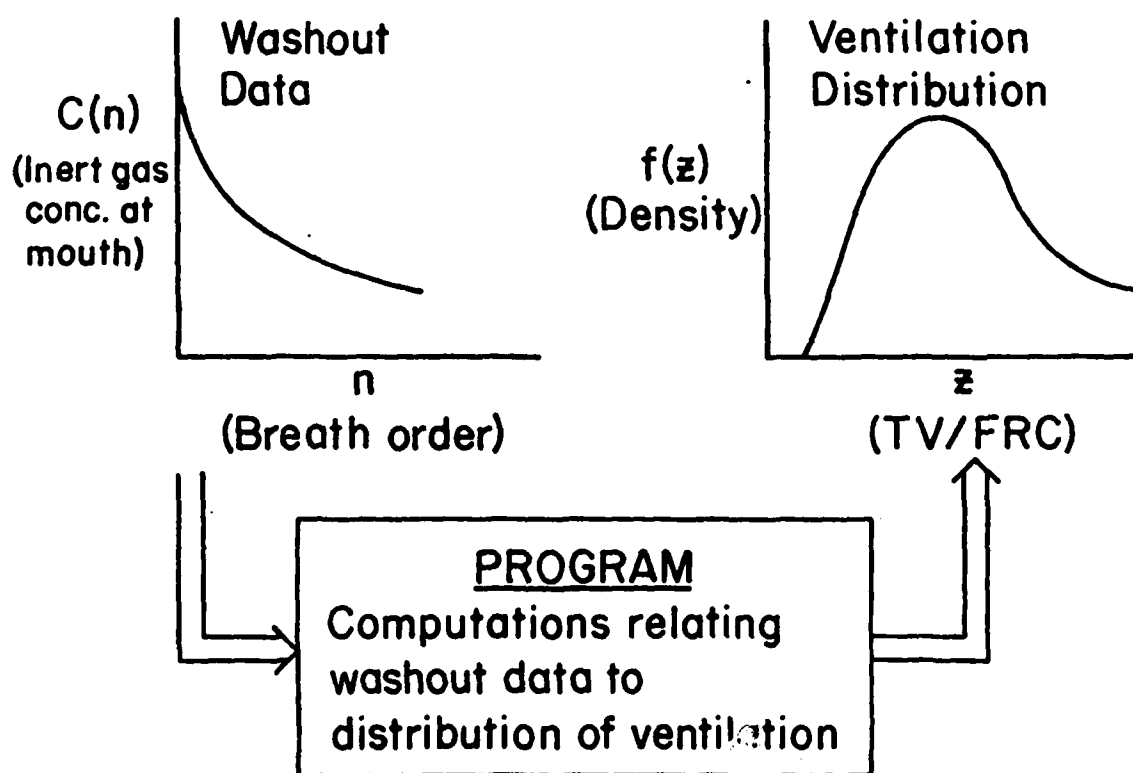 Washout
Data
C(n)
(Inert gas
conc. at
mouth)
n
(Breath order)
Ventilation
Distribution
f(z)
(Density)
z
(TV/FRC)
PROGRAM
Computations relating
washout data to
distribution of ventilation